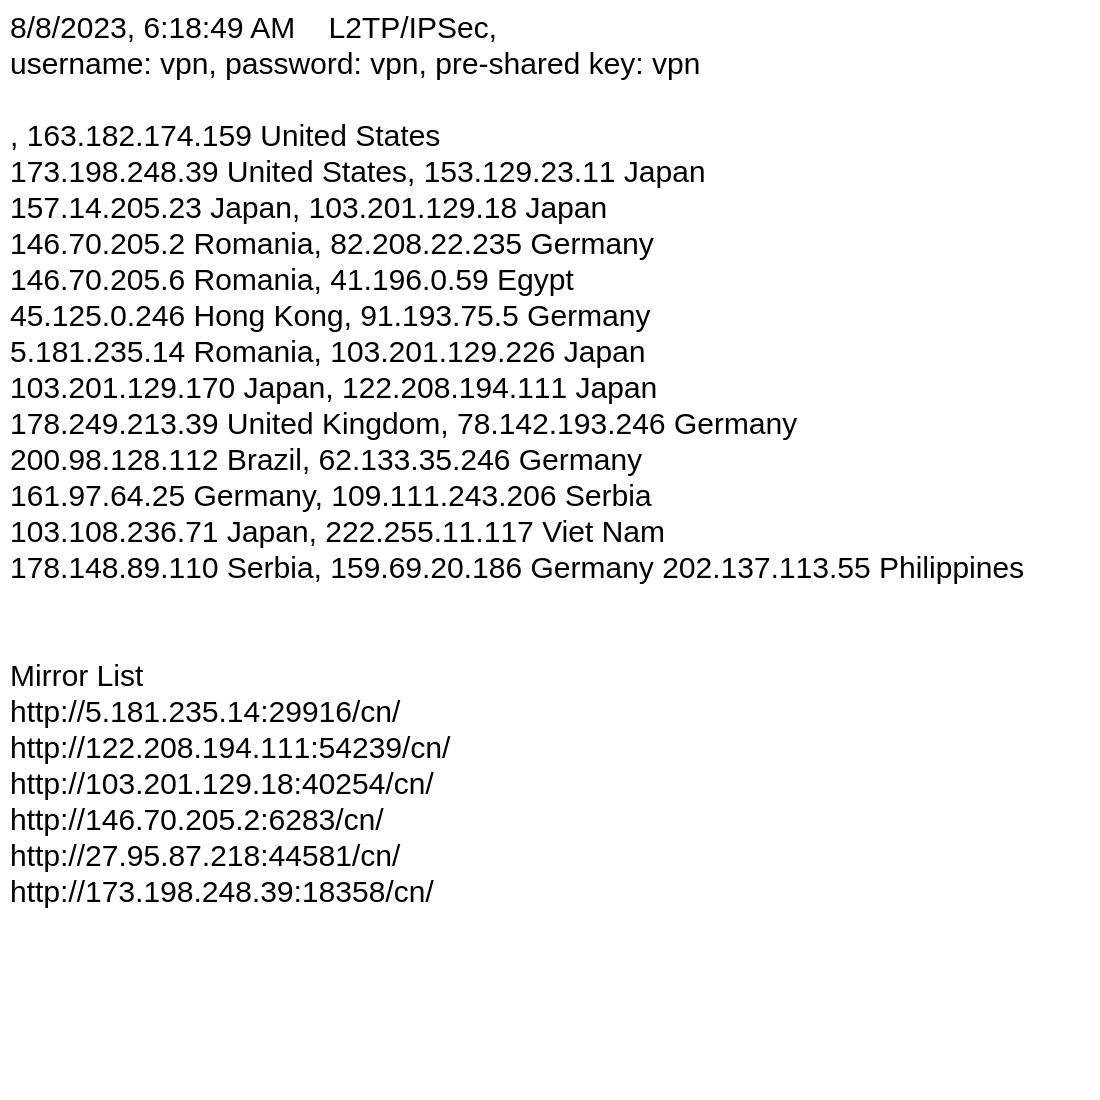 8/8/2023, 6:18:49 AM    L2TP/IPSec,
username: vpn, password: vpn, pre-shared key: vpn
, 163.182.174.159 United States
173.198.248.39 United States, 153.129.23.11 Japan
157.14.205.23 Japan, 103.201.129.18 Japan
146.70.205.2 Romania, 82.208.22.235 Germany
146.70.205.6 Romania, 41.196.0.59 Egypt
45.125.0.246 Hong Kong, 91.193.75.5 Germany
5.181.235.14 Romania, 103.201.129.226 Japan
103.201.129.170 Japan, 122.208.194.111 Japan
178.249.213.39 United Kingdom, 78.142.193.246 Germany
200.98.128.112 Brazil, 62.133.35.246 Germany
161.97.64.25 Germany, 109.111.243.206 Serbia
103.108.236.71 Japan, 222.255.11.117 Viet Nam
178.148.89.110 Serbia, 159.69.20.186 Germany 202.137.113.55 Philippines
Mirror List
http://5.181.235.14:29916/cn/
http://122.208.194.111:54239/cn/
http://103.201.129.18:40254/cn/
http://146.70.205.2:6283/cn/
http://27.95.87.218:44581/cn/
http://173.198.248.39:18358/cn/